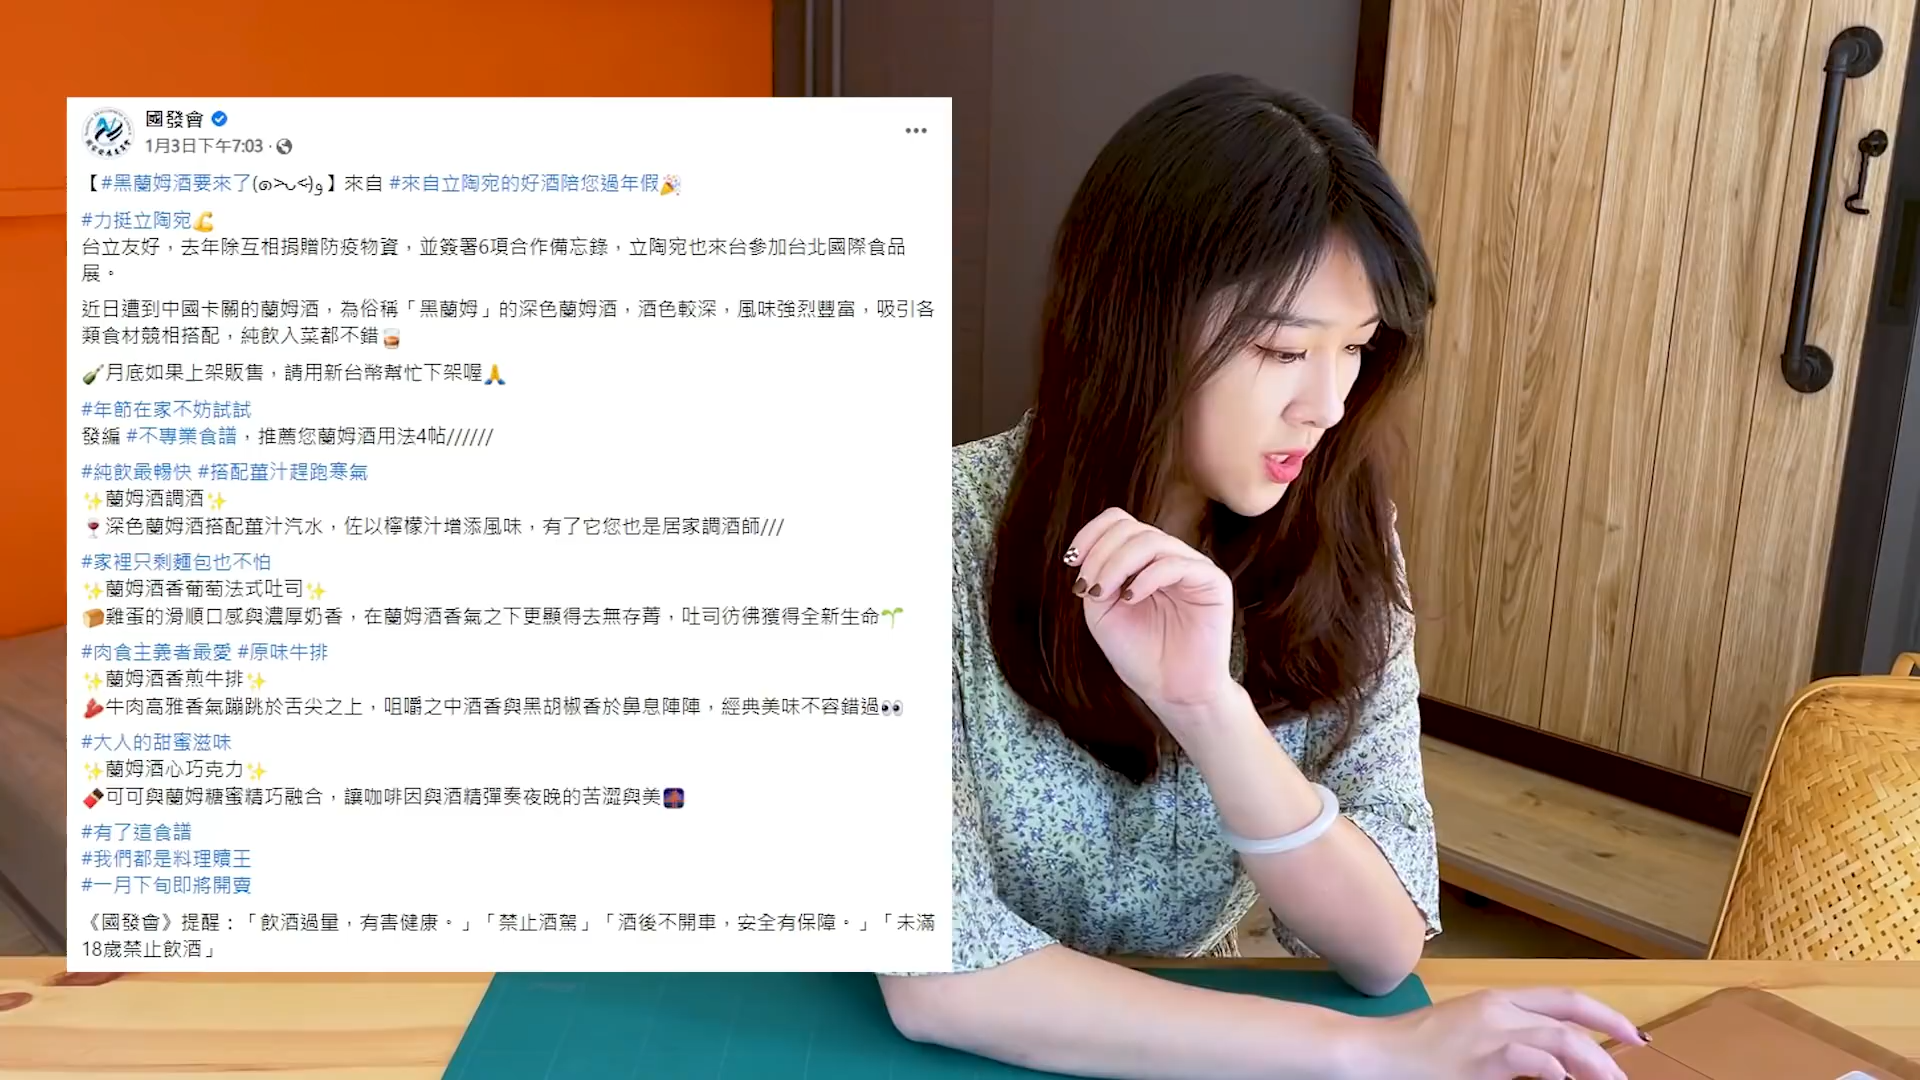 國發會
1月3日下午7:03 ·
【#黑蘭姆酒要來了(๑˃̵ᴗ˂̵)و】來自 #來自立陶宛的好酒陪您過年假🎉
#力挺立陶宛💪
台立友好，去年除互相捐贈防疫物資，並簽署6項合作備忘錄，立陶宛也來台參加台北國際食品
展。
近日遭到中國卡關的蘭姆酒，為俗稱「黑蘭姆」的深色蘭姆酒，酒色較深，風味強烈豐富，吸引各
類食材競相搭配，純飲入菜都不錯🥃
🍾月底如果上架販售，請用新台幣幫忙下架喔🙏
#年節在家不妨試試
發編 #不專業食譜，推薦您蘭姆酒用法4帖//////
#純飲最暢快 #搭配薑汁趕跑寒氣
✨蘭姆酒調酒✨
🍷深色蘭姆酒搭配薑汁汽水，佐以檸檬汁增添風味，有了它您也是居家調酒師///
#家裡只剩麵包也不怕
✨蘭姆酒香葡萄法式吐司✨
🍞雞蛋的滑順口感與濃厚奶香，在蘭姆酒香氣之下更顯得去無存菁，吐司彷彿獲得全新生命🌱
#肉食主義者最愛 #原味牛排
✨蘭姆酒香煎牛排✨
🥩牛肉高雅香氣蹦跳於舌尖之上，咀嚼之中酒香與黑胡椒香於鼻息陣陣，經典美味不容錯過👀
#大人的甜蜜滋味
✨蘭姆酒心巧克力✨
🍫可可與蘭姆糖蜜精巧融合，讓咖啡因與酒精彈奏夜晚的苦澀與美🌉
#有了這食譜
#我們都是料理贖王
#一月下旬即將開賣
《國發會》提醒：「飲酒過量，有害健康。」「禁止酒駕」「酒後不開車，安全有保障。」「未滿
18歲禁止飲酒」